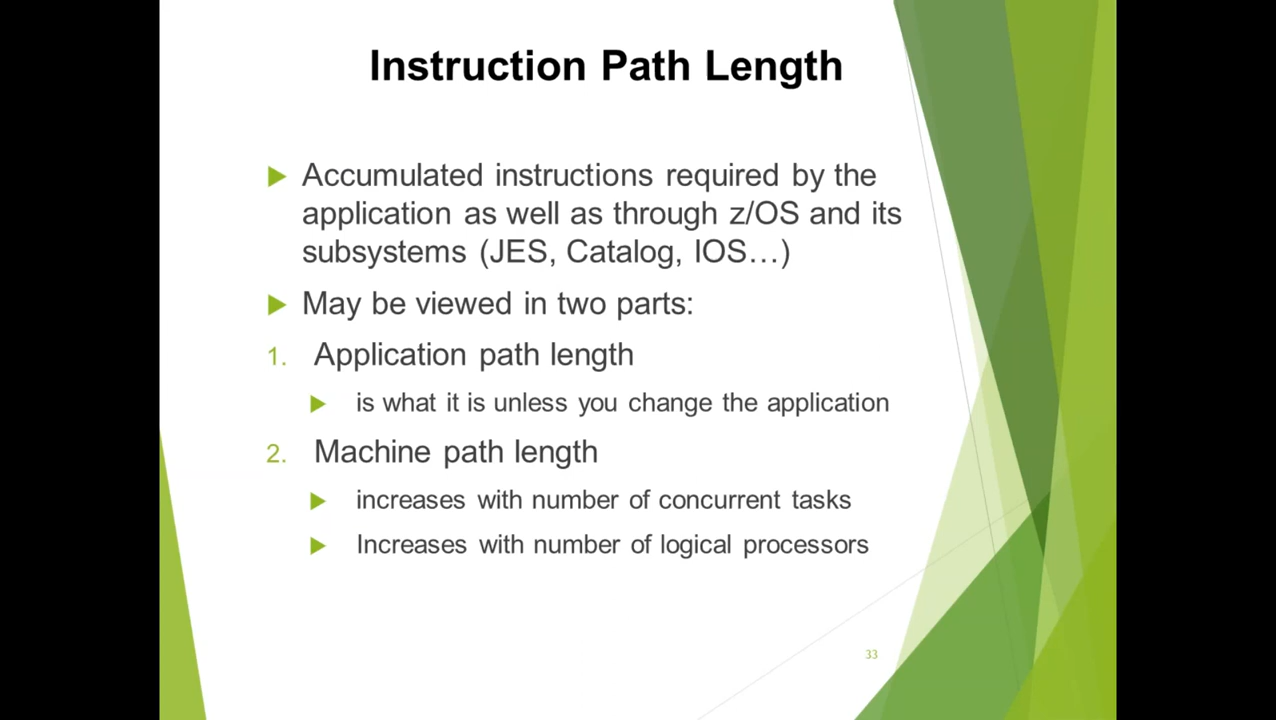 Instruction Path Length
Accumulated instructions required by the
application as well as through z/OS and its
subsystems (JES, Catalog, IOS…)
May be viewed in two parts:
1. Application path length
is what it is unless you change the application
2. Machine path length
increases with number of concurrent tasks
Increases with number of logical processors
33